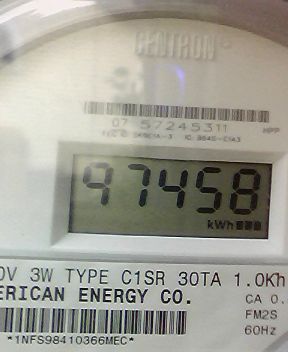 CENTRON
07 57245311
HPP
97458
kWh
0V 3W TYPE C1SR 30TA 1.0Kh
ERICAN ENERGY CO.
CA 0.
FM2S
60Hz
*1NFS98410366MEC*